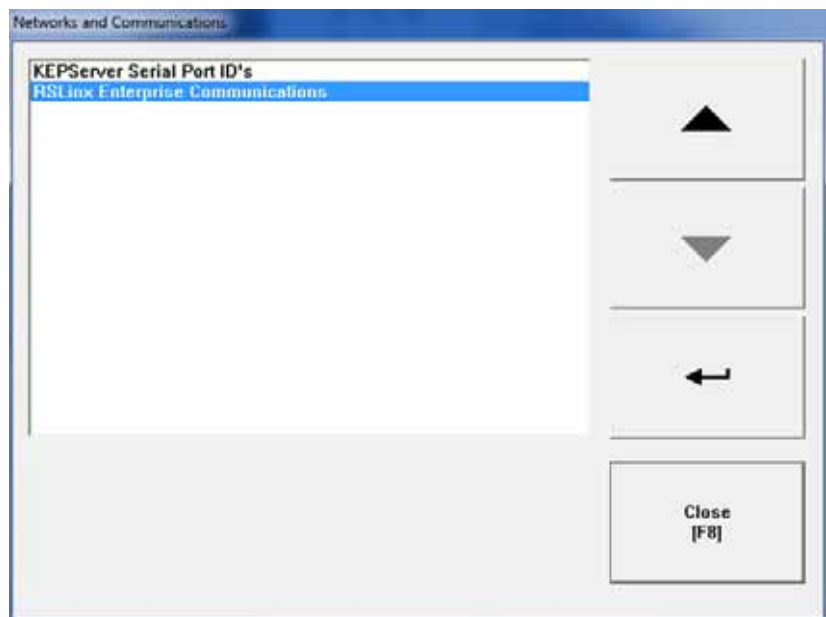 Networks and Communications
KEPServer Serial Port ID's
RSLinx Enterprise Communications
Close
[F8]